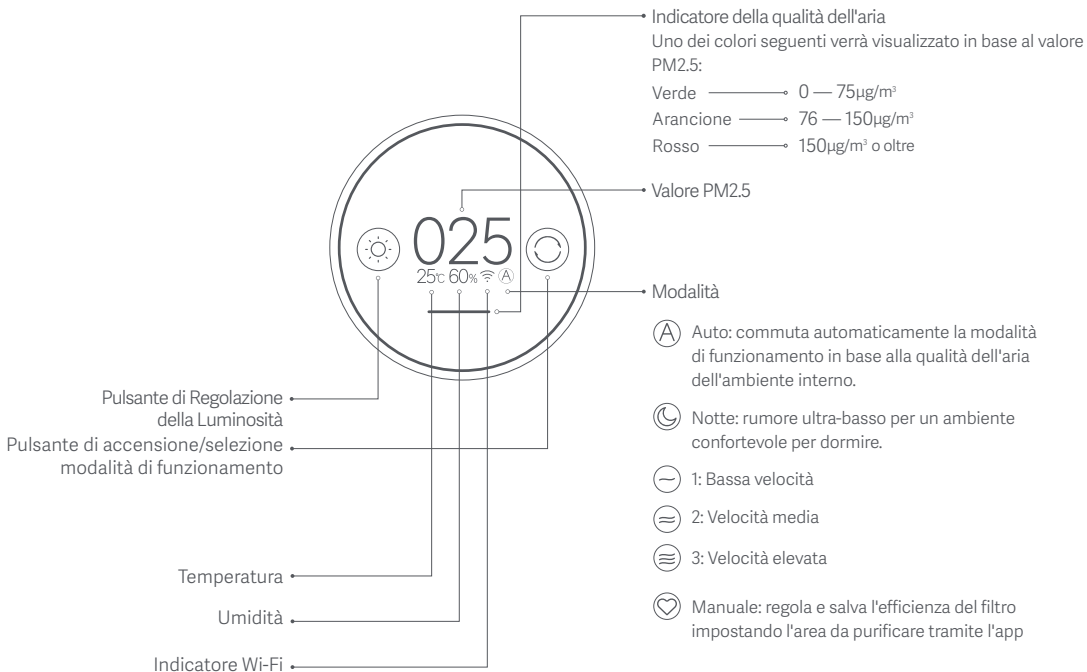 Indicatore della qualità dell'aria
Uno dei colori seguenti verrà visualizzato in base al valore
PM2.5:
Verde 0 — 75µg/m³
Arancione 76 — 150µg/m³
Rosso 150µg/m³ o oltre
Valore PM2.5
025
25℃ 60% A
Modalità
A Auto: commuta automaticamente la modalità
di funzionamento in base alla qualità dell'aria
dell'ambiente interno.
Notte: rumore ultra-basso per un ambiente
confortevole per dormire.
1: Bassa velocità
2: Velocità media
3: Velocità elevata
Manuale: regola e salva l'efficienza del filtro
impostando l'area da purificare tramite l'app
Pulsante di Regolazione
della Luminosità
Pulsante di accensione/selezione
modalità di funzionamento
Temperatura
Umidità
Indicatore Wi-Fi